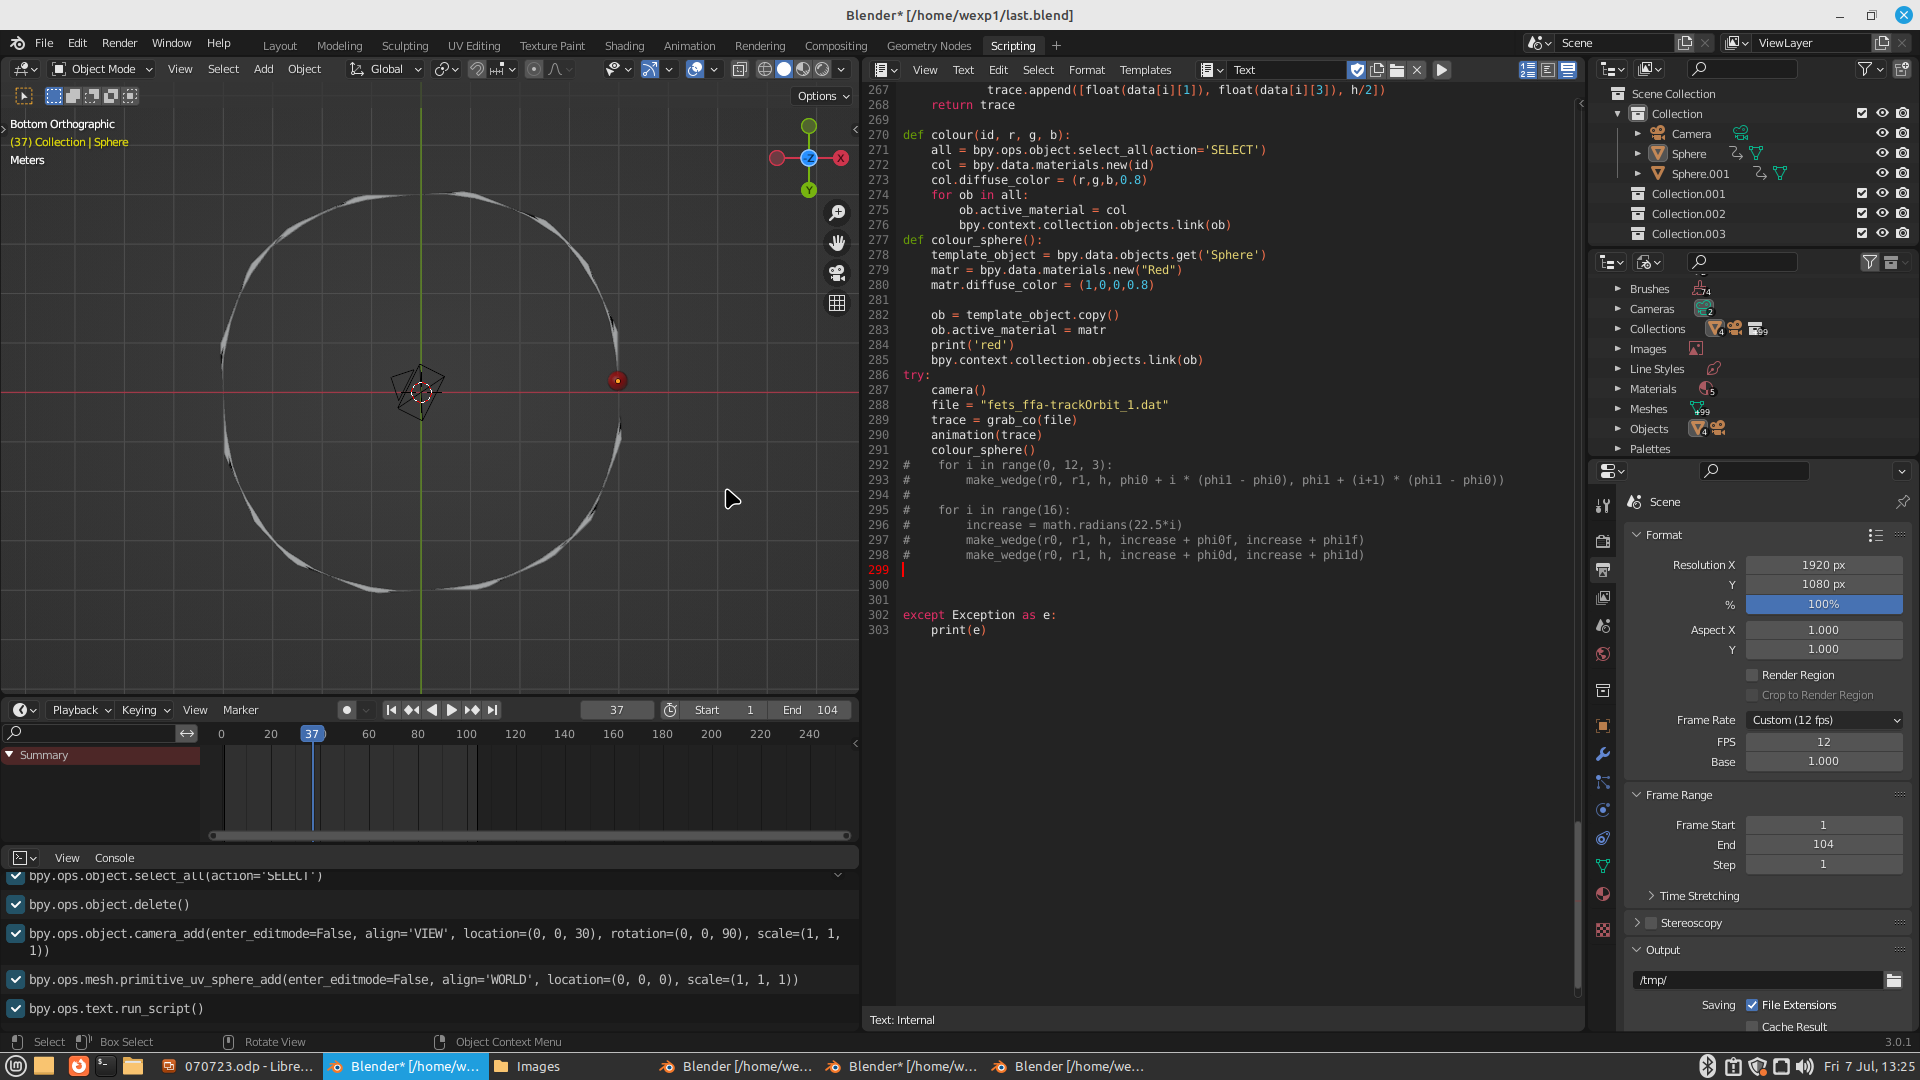 Blender* [/home/wexp1/last.blend]
File Edit Render Window Help
Layout Modeling Sculpting UV Editing Texture Paint Shading Animation Rendering Compositing Geometry Nodes Scripting +
Scene ViewLayer
Object Mode View Select Add Object Global
Options
Bottom Orthographic
(37) Collection | Sphere
Meters
-Z X Y
View Text Edit Select Format Templates Text
267 trace.append([float(data[i][1]), float(data[i][3]), h/2])
268 return trace
269
270 def colour(id, r, g, b):
271 all = bpy.ops.object.select_all(action='SELECT')
272 col = bpy.data.materials.new(id)
273 col.diffuse_color = (r,g,b,0.8)
274 for ob in all:
275 ob.active_material = col
276 bpy.context.collection.objects.link(ob)
277 def colour_sphere():
278 template_object = bpy.data.objects.get('Sphere')
279 matr = bpy.data.materials.new("Red")
280 matr.diffuse_color = (1,0,0,0.8)
281
282 ob = template_object.copy()
283 ob.active_material = matr
284 print('red')
285 bpy.context.collection.objects.link(ob)
286 try:
287 camera()
288 file = "fets_ffa-trackOrbit_1.dat"
289 trace = grab_co(file)
290 animation(trace)
291 colour_sphere()
292 # for i in range(0, 12, 3):
293 # make_wedge(r0, r1, h, phi0 + i * (phi1 - phi0), phi1 + (i+1) * (phi1 - phi0))
294 #
295 # for i in range(16):
296 # increase = math.radians(22.5*i)
297 # make_wedge(r0, r1, h, increase + phi0f, increase + phi1f)
298 # make_wedge(r0, r1, h, increase + phi0d, increase + phi1d)
299
300
301
302 except Exception as e:
303 print(e)
Text: Internal
Scene Collection
Collection
Camera
Sphere
Sphere.001
Collection.001
Collection.002
Collection.003
Brushes 74
Cameras 2
Collections 4 99
Images
Line Styles
Materials 5
Meshes 99
Objects 4
Palettes
Scene
Format
Resolution X 1920 px
Y 1080 px
% 100%
Aspect X 1.000
Y 1.000
Render Region
Crop to Render Region
Frame Rate Custom (12 fps)
FPS 12
Base 1.000
Frame Range
Frame Start 1
End 104
Step 1
Time Stretching
Stereoscopy
Output
/tmp/
Saving File Extensions
Cache Result
Playback Keying View Marker 37 Start 1 End 104
0 20 37 60 80 100 120 140 160 180 200 220 240
Summary
View Console
bpy.ops.object.select_all(action='SELECT')
bpy.ops.object.delete()
bpy.ops.object.camera_add(enter_editmode=False, align='VIEW', location=(0, 0, 30), rotation=(0, 0, 90), scale=(1, 1,
1))
bpy.ops.mesh.primitive_uv_sphere_add(enter_editmode=False, align='WORLD', location=(0, 0, 0), scale=(1, 1, 1))
bpy.ops.text.run_script()
Select Box Select Rotate View Object Context Menu 3.0.1
070723.odp - Libre... Blender* [/home/w... Images Blender [/home/we... Blender* [/home/w... Blender [/home/we... Fri 7 Jul, 13:25